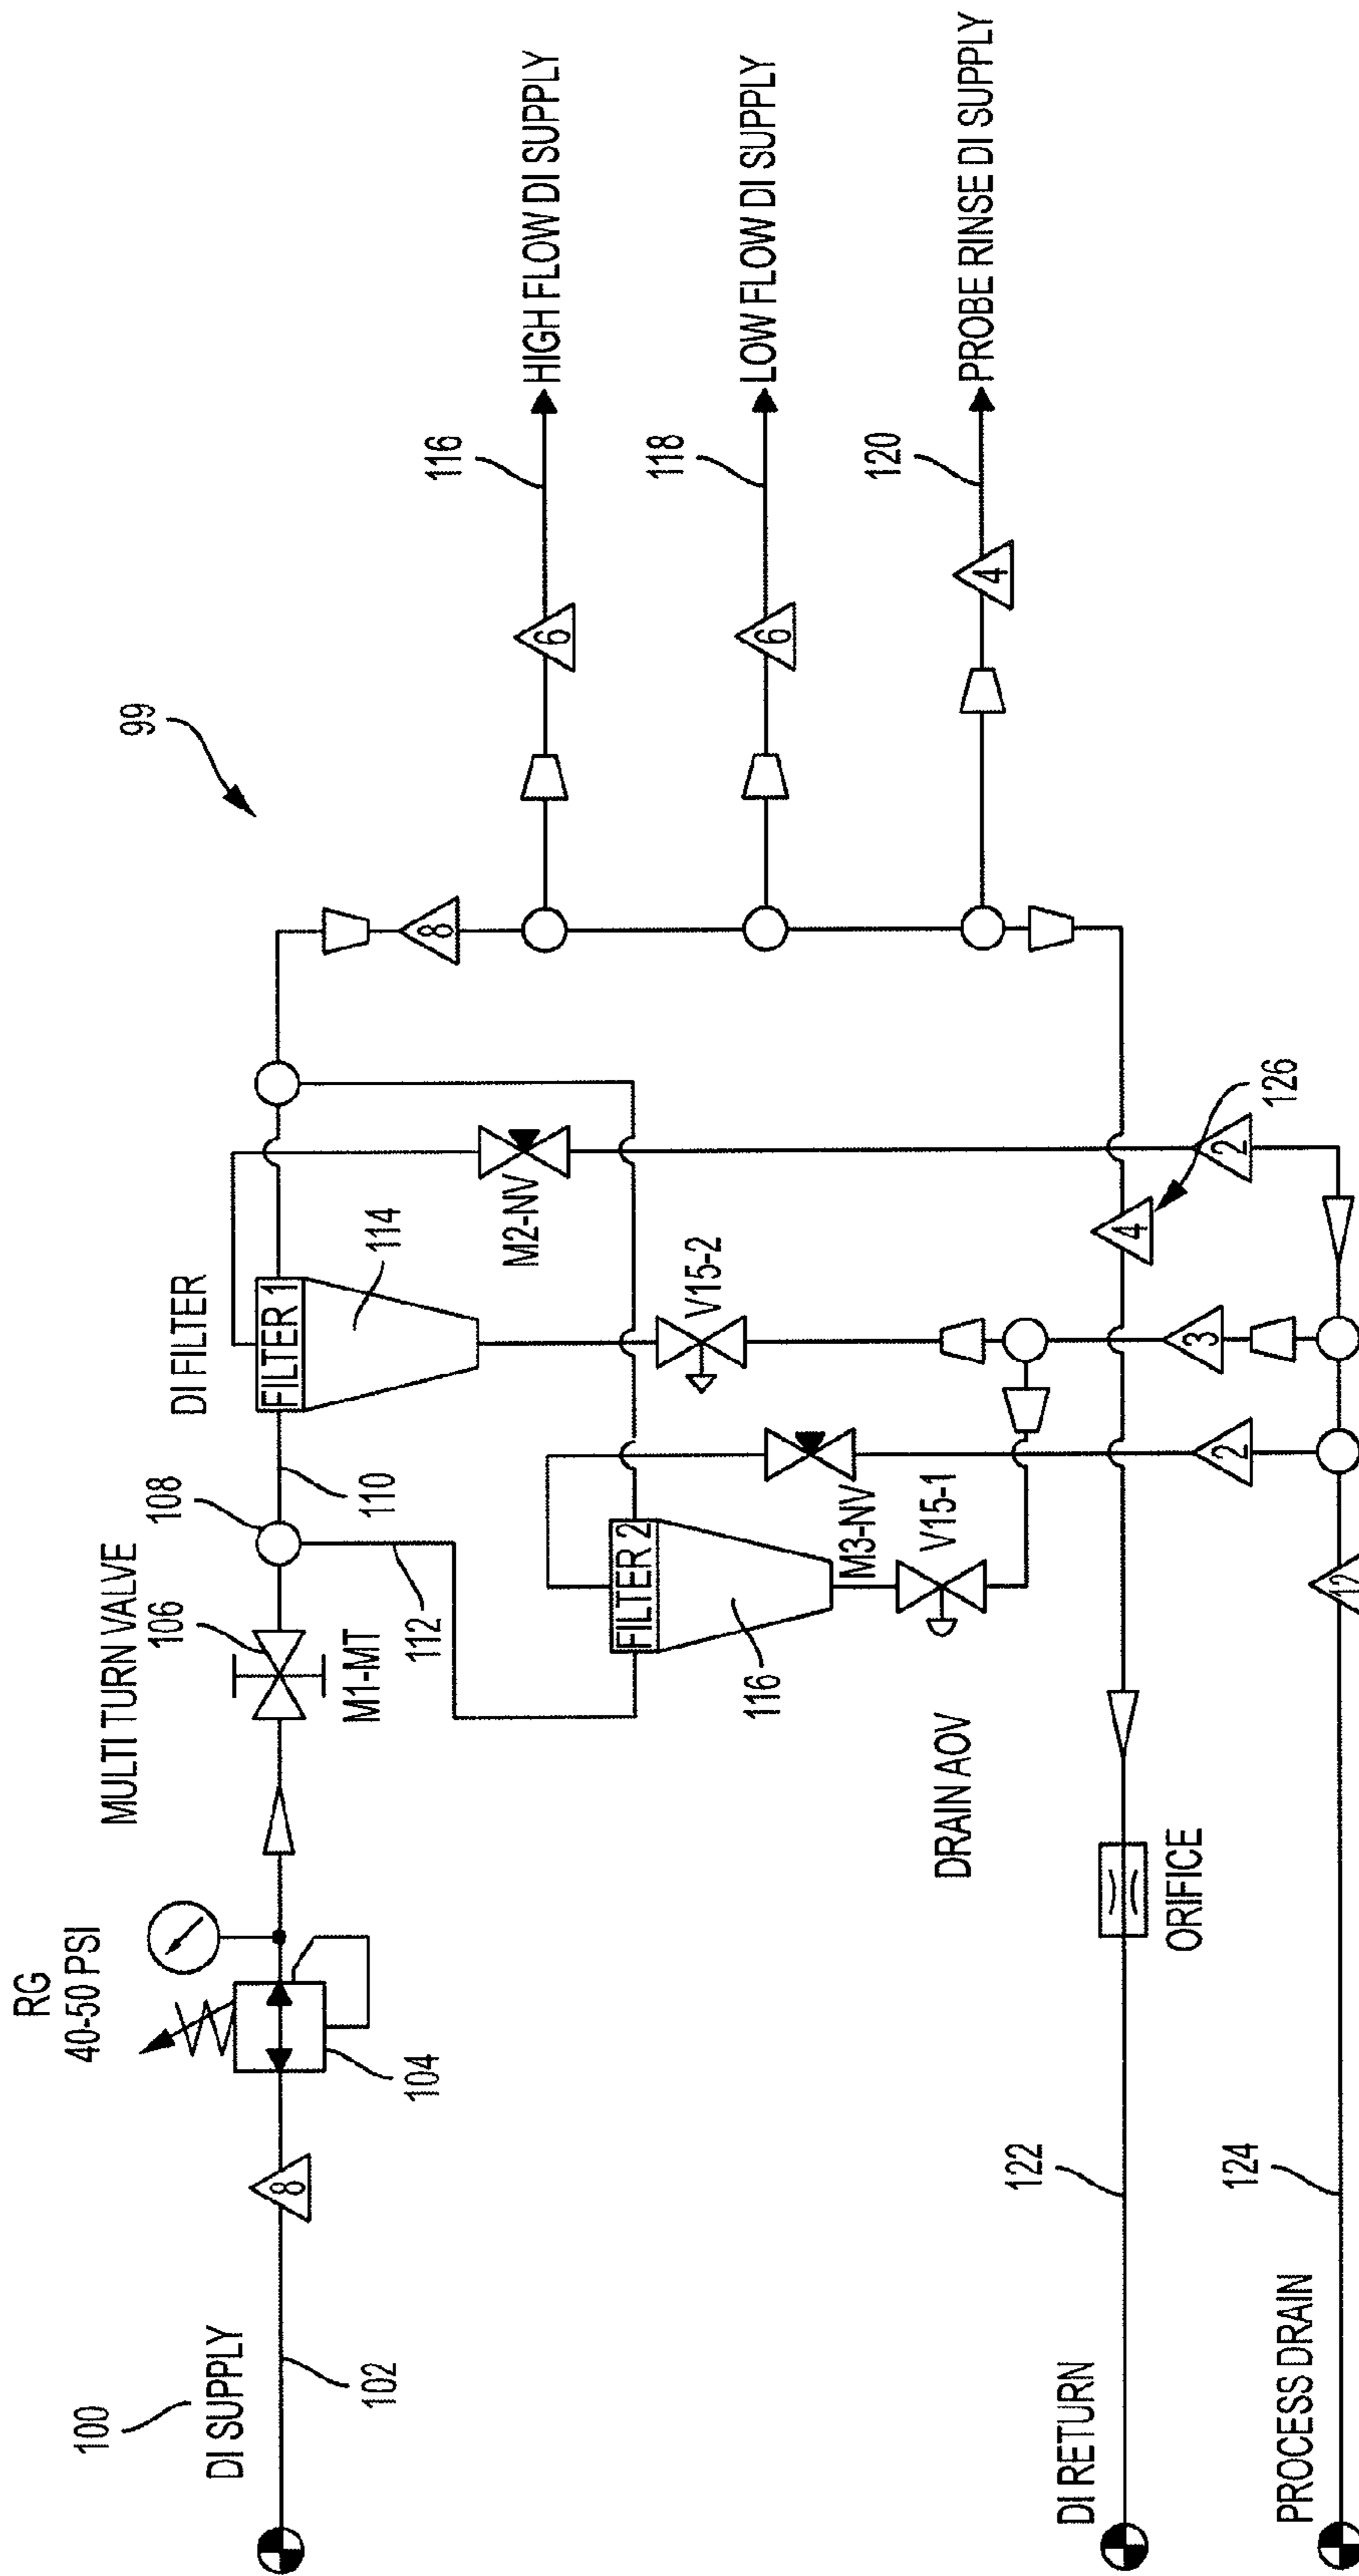 99
100
DI SUPPLY
102
8
RG
40-50 PSI
104
MULTI TURN VALVE
106
M1-MT
108
110
112
DI FILTER
FILTER 1
114
M2-NV
V15-2
FILTER 2
116
M3-NV
V15-1
DRAIN AOV
8
6
116
HIGH FLOW DI SUPPLY
6
118
LOW FLOW DI SUPPLY
4
120
PROBE RINSE DI SUPPLY
DI RETURN
122
ORIFICE
4
126
2
3
2
12
PROCESS DRAIN
124